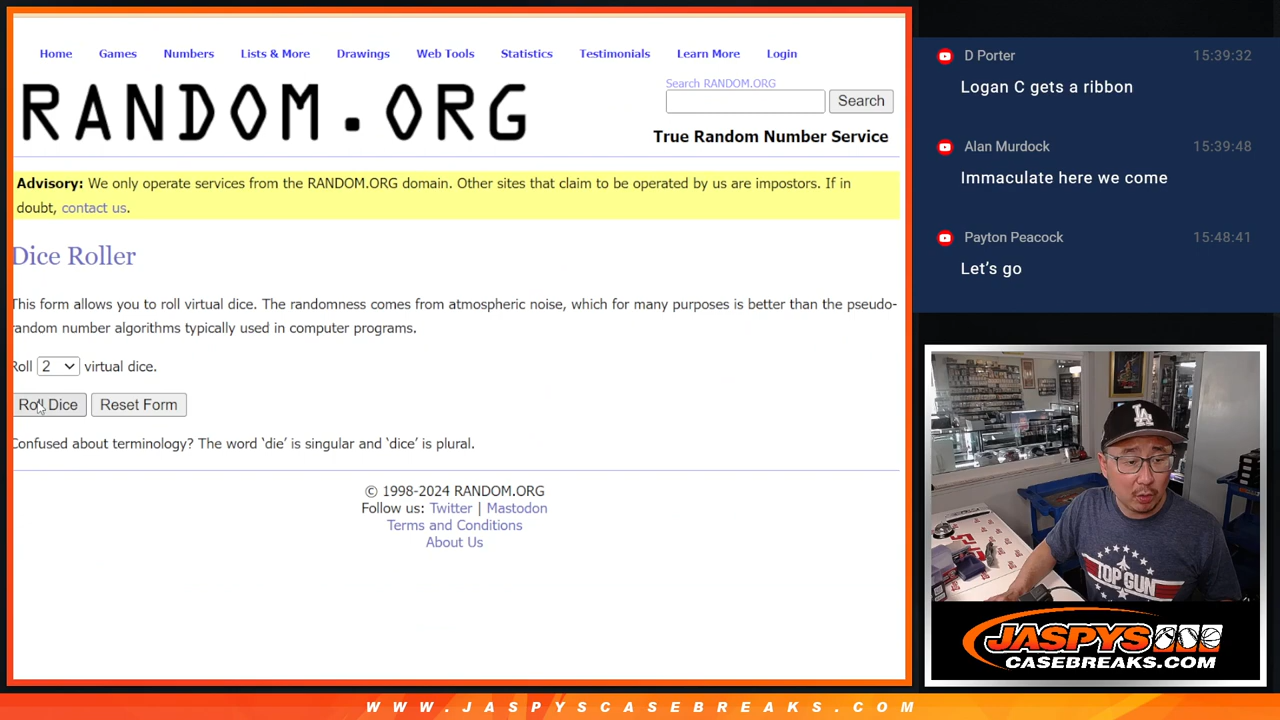 Home Games Numbers Lists & More Drawings Web Tools Statistics Testimonials Learn More Login
RANDOM.ORG
Search RANDOM.ORG
Search
True Random Number Service
Advisory: We only operate services from the RANDOM.ORG domain. Other sites that claim to be operated by us are impostors. If in
doubt, contact us.
Dice Roller
This form allows you to roll virtual dice. The randomness comes from atmospheric noise, which for many purposes is better than the pseudo-
random number algorithms typically used in computer programs.
Roll 2 virtual dice.
Roll Dice Reset Form
Confused about terminology? The word ‘die’ is singular and ‘dice’ is plural.
© 1998-2024 RANDOM.ORG
Follow us: Twitter | Mastodon
Terms and Conditions
About Us
D Porter 15:39:32
Logan C gets a ribbon
Alan Murdock 15:39:48
Immaculate here we come
Payton Peacock 15:48:41
Let’s go
LA
TOP GUN
JASPYS
CASEBREAKS.COM
WWW.JASPYSCASEBREAKS.COM